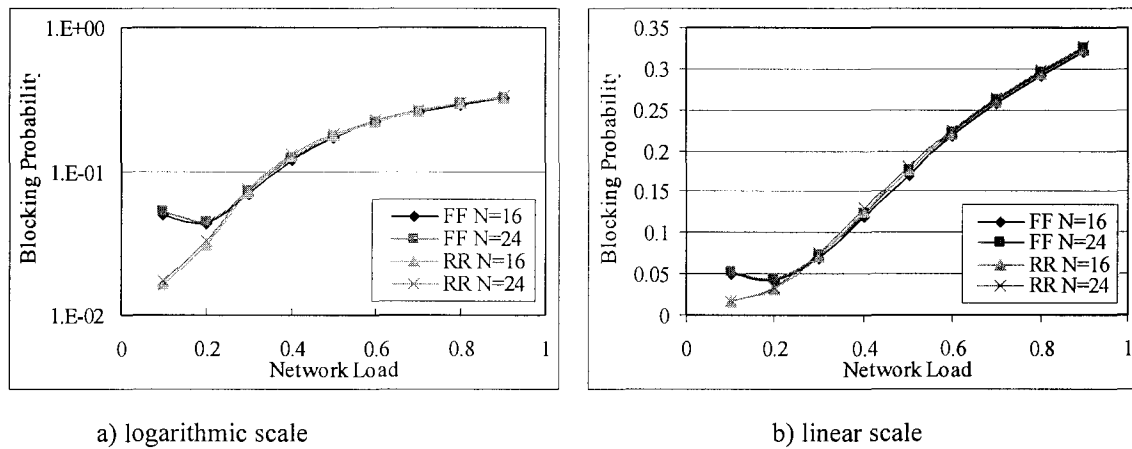 1.E+00
1.E-01
1.E-02
Blocking Probability
0
0.2
0.4
0.6
0.8
1
Network Load
FF N=16
FF N=24
RR N=16
RR N=24
a) logarithmic scale
0.35
0.3
0.25
0.2
0.15
0.1
0.05
0
Blocking Probability
0
0.2
0.4
0.6
0.8
1
Network Load
FF N=16
FF N=24
RR N=16
RR N=24
b) linear scale